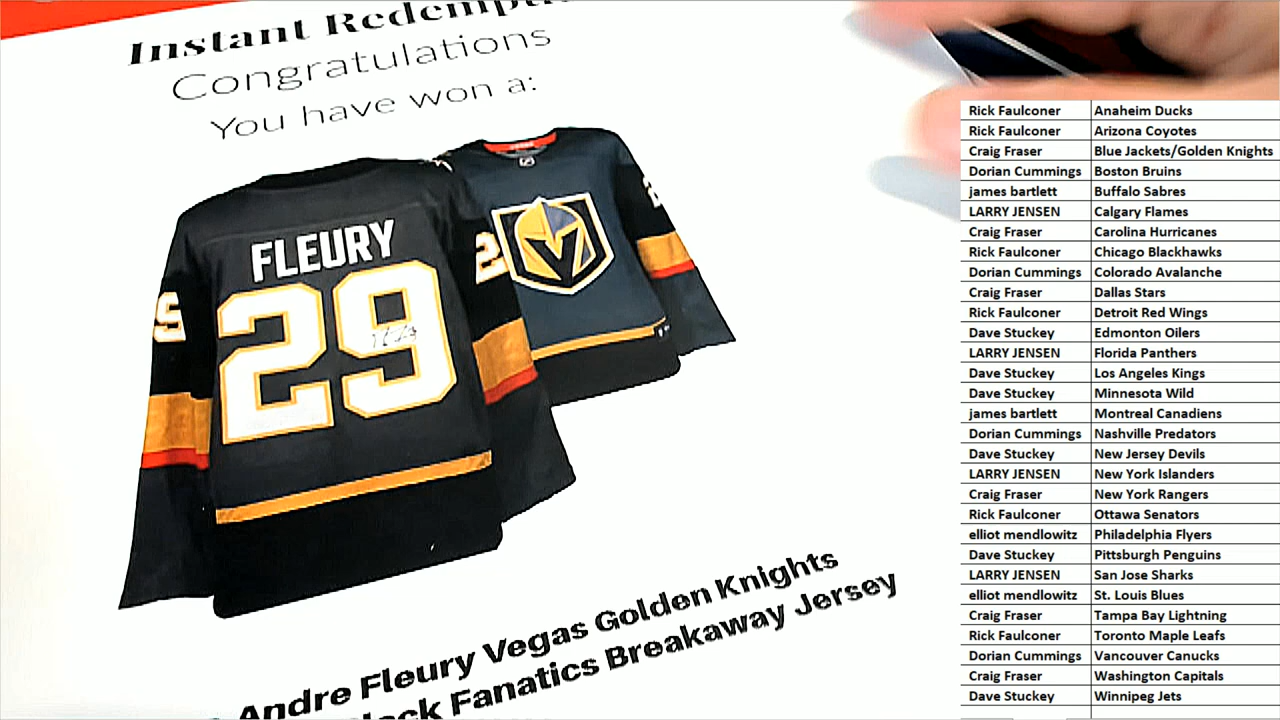 Instant
Congratulations
You have won a:
FLEURY
29
29
2
Andre Fleury Vegas Golden Knights
Black Fanatics Breakaway Jersey
Rick Faulconer Anaheim Ducks
Rick Faulconer Arizona Coyotes
Craig Fraser Blue Jackets/Golden Knights
Dorian Cummings Boston Bruins
james bartlett Buffalo Sabres
LARRY JENSEN Calgary Flames
Craig Fraser Carolina Hurricanes
Rick Faulconer Chicago Blackhawks
Dorian Cummings Colorado Avalanche
Craig Fraser Dallas Stars
Rick Faulconer Detroit Red Wings
Dave Stuckey Edmonton Oilers
LARRY JENSEN Florida Panthers
Dave Stuckey Los Angeles Kings
Dave Stuckey Minnesota Wild
james bartlett Montreal Canadiens
Dorian Cummings Nashville Predators
Dave Stuckey New Jersey Devils
LARRY JENSEN New York Islanders
Craig Fraser New York Rangers
Rick Faulconer Ottawa Senators
elliot mendlowitz Philadelphia Flyers
Dave Stuckey Pittsburgh Penguins
LARRY JENSEN San Jose Sharks
elliot mendlowitz St. Louis Blues
Craig Fraser Tampa Bay Lightning
Rick Faulconer Toronto Maple Leafs
Dorian Cummings Vancouver Canucks
Craig Fraser Washington Capitals
Dave Stuckey Winnipeg Jets